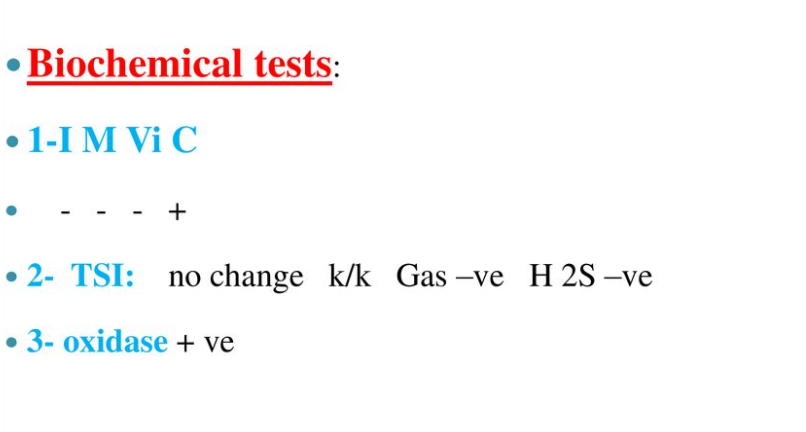 • Biochemical tests:
• 1-I M Vi C
• - - - +
• 2- TSI: no change k/k Gas –ve H 2S –ve
• 3- oxidase + ve